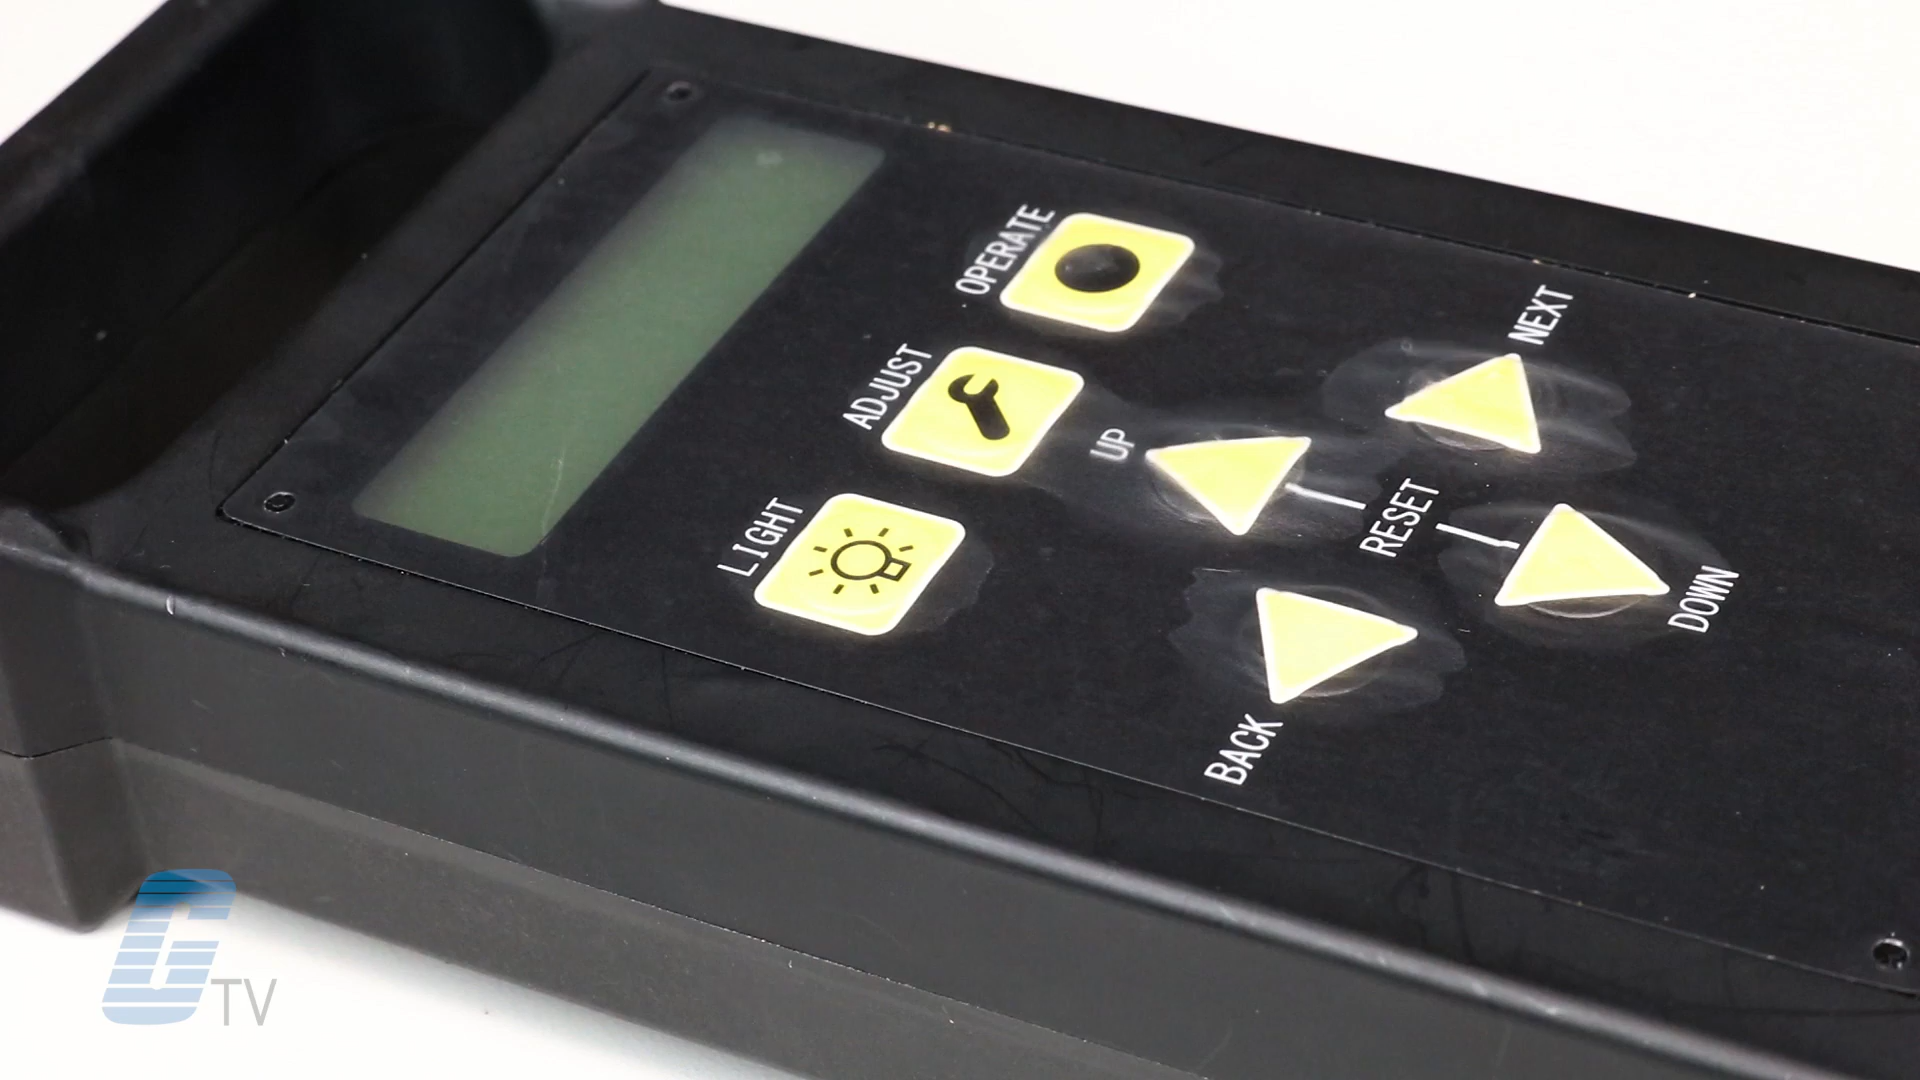 OPERATE
ADJUST
LIGHT
NEXT
UP
RESET
DOWN
BACK
G TV